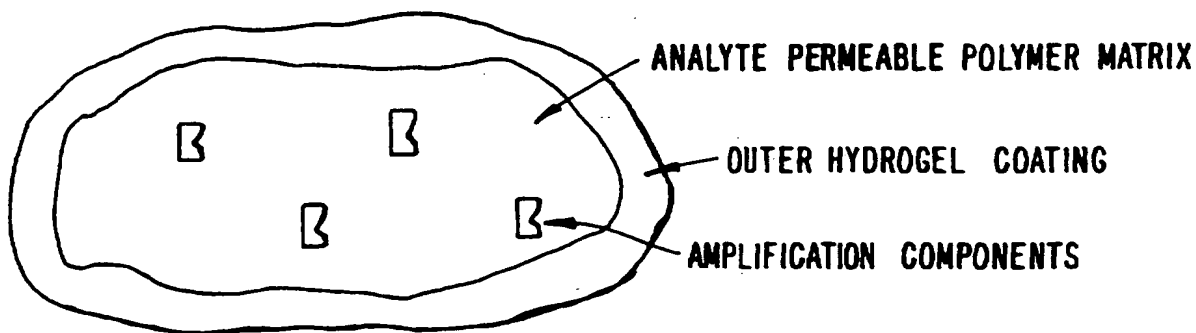 ANALYTE PERMEABLE POLYMER MATRIX
OUTER HYDROGEL COATING
AMPLIFICATION COMPONENTS